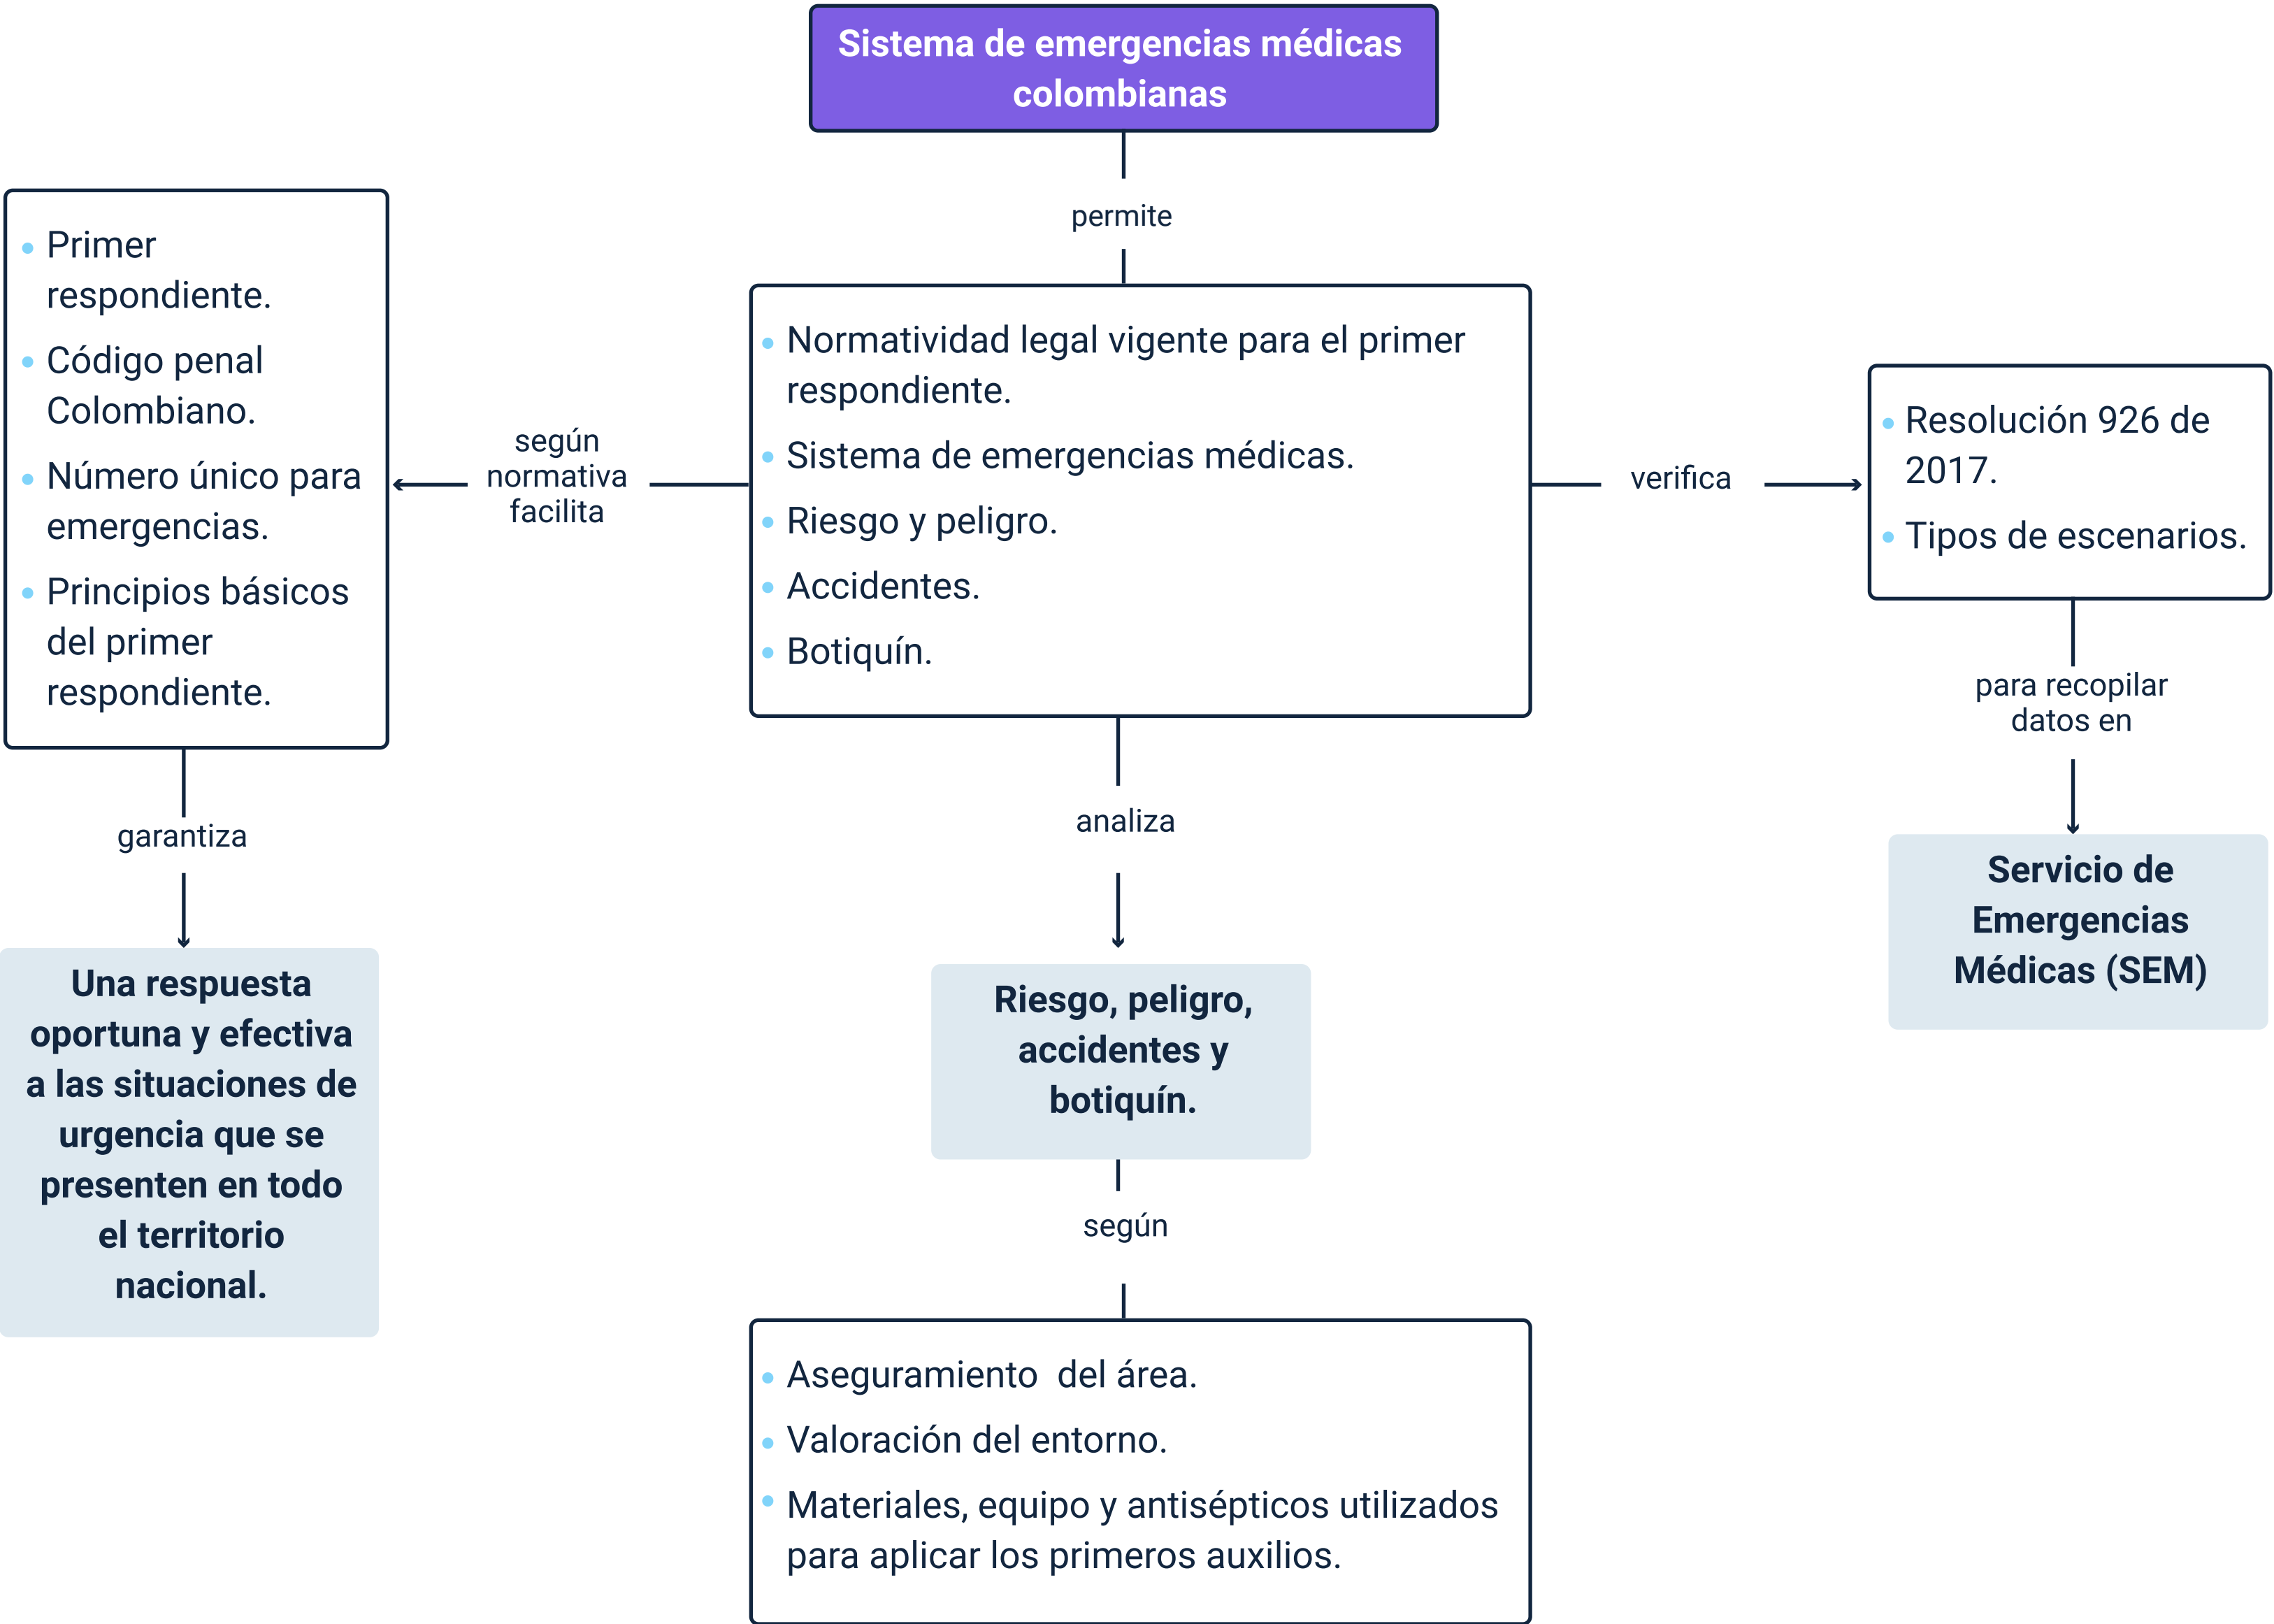 Sistema de emergencias médicas
colombianas
permite
Primer
respondiente.
Código penal
Colombiano.
Número único para
emergencias.
Principios básicos
del primer
respondiente.
según
normativa
facilita
Normatividad legal vigente para el primer
respondiente.
Sistema de emergencias médicas.
Riesgo y peligro.
Accidentes.
Botiquín.
verifica
Resolución 926 de
2017.
Tipos de escenarios.
garantiza
Una respuesta
oportuna y efectiva
a las situaciones de
urgencia que se
presenten en todo
el territorio
nacional.
analiza
Riesgo, peligro,
accidentes y
botiquín.
según
Aseguramiento  del área.
Valoración del entorno.
Materiales, equipo y antisépticos utilizados
para aplicar los primeros auxilios.
para recopilar
datos en
Servicio de
Emergencias
Médicas (SEM)